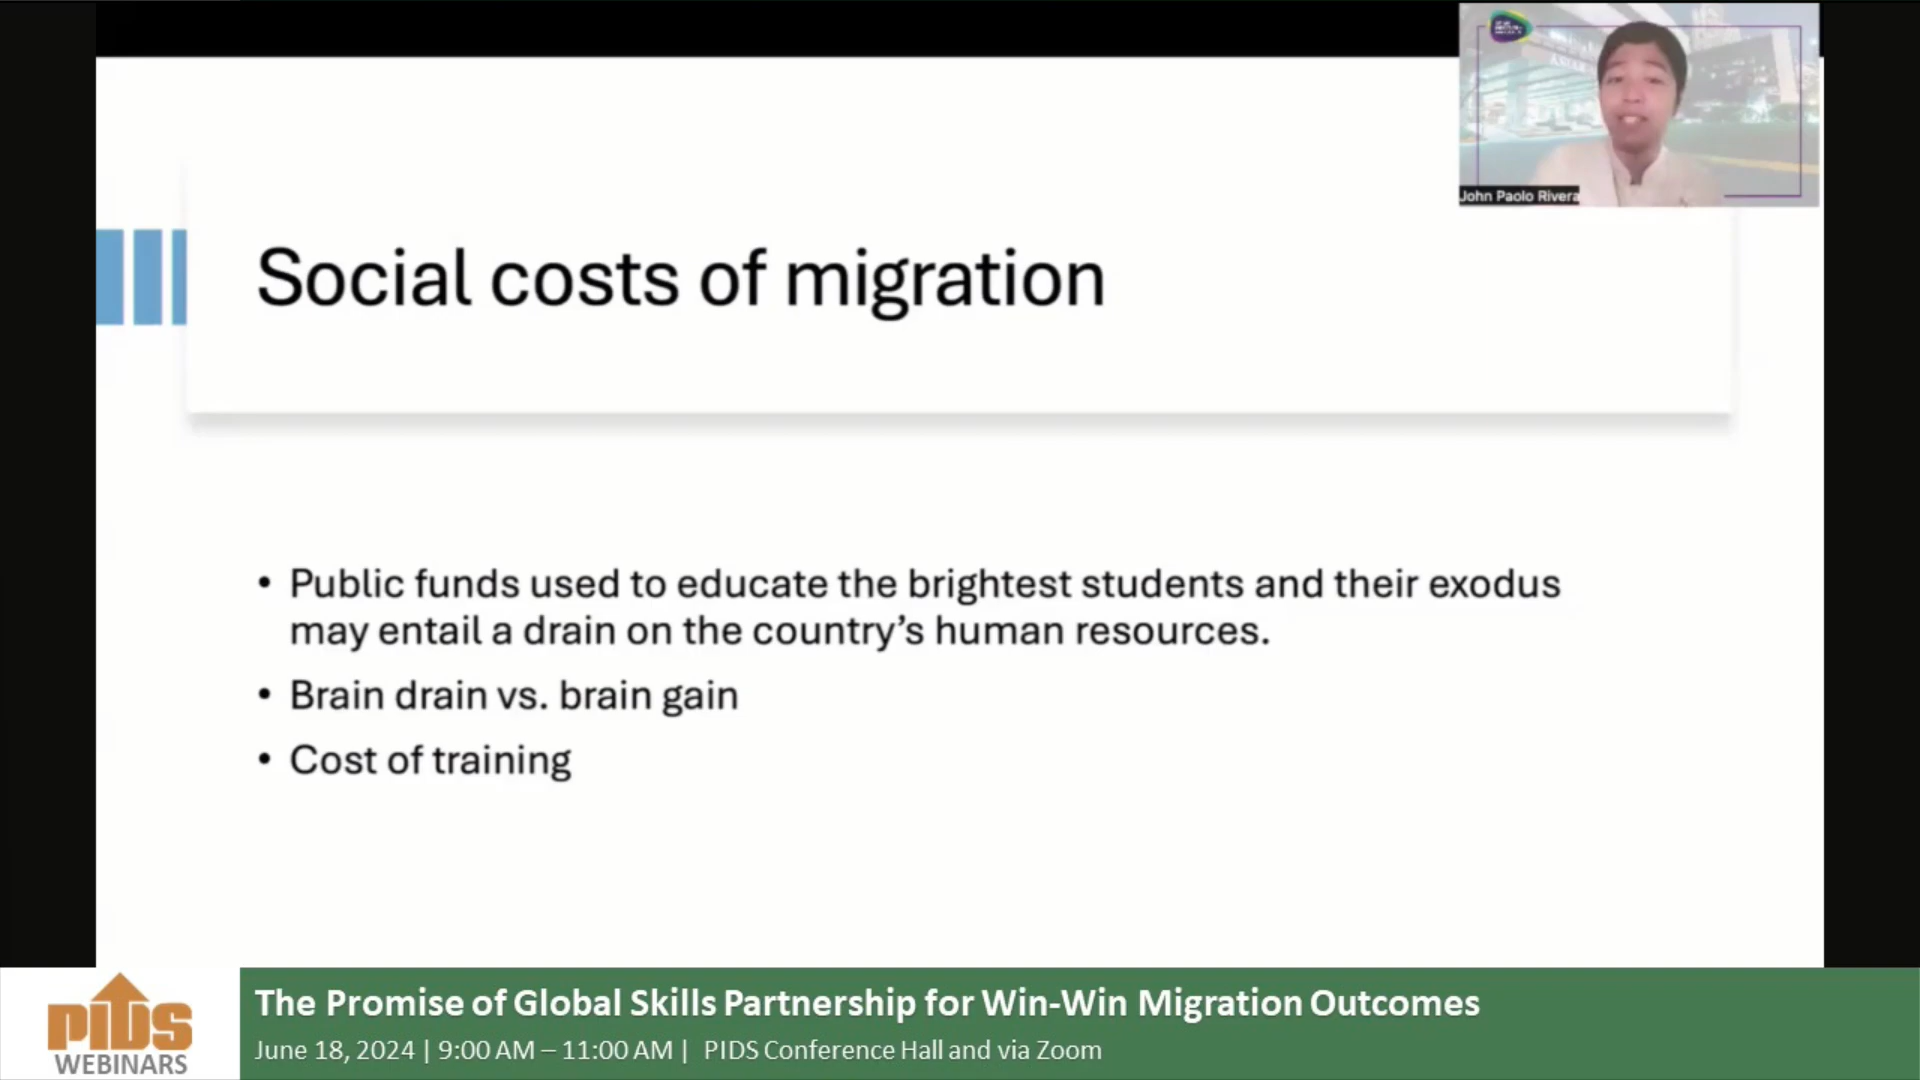 John Paolo Rivera
Social costs of migration
• Public funds used to educate the brightest students and their exodus
may entail a drain on the country’s human resources.
• Brain drain vs. brain gain
• Cost of training
PIDS
WEBINARS
The Promise of Global Skills Partnership for Win-Win Migration Outcomes
June 18, 2024 | 9:00 AM – 11:00 AM | PIDS Conference Hall and via Zoom